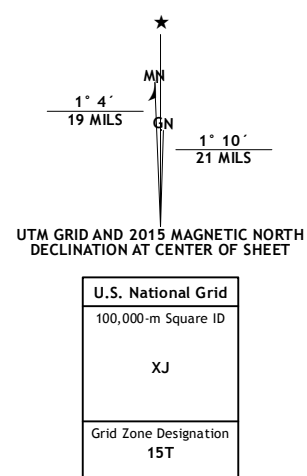 MN
1° 4´
19 MILS
GN
1° 10´
21 MILS
UTM GRID AND 2015 MAGNETIC NORTH
DECLINATION AT CENTER OF SHEET
U.S. National Grid
100,000-m Square ID
XJ
Grid Zone Designation
15T